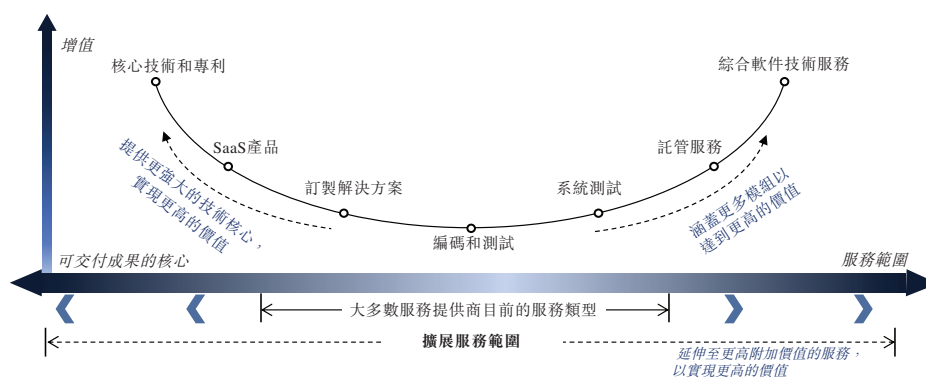 增值
核心技術和專利
綜合軟件技術服務
SaaS產品
託管服務
提供更強大的技術核心，
實現更高的價值
訂製解決方案
系統測試
涵蓋更多模組以
達到更高的價值
編碼和測試
可交付成果的核心
服務範圍
大多數服務提供商目前的服務類型
擴展服務範圍
延伸至更高附加價值的服務，
以實現更高的價值